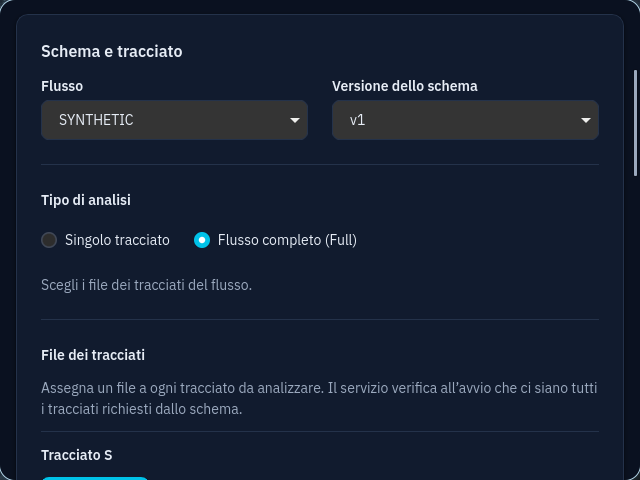 Schema e tracciato
Flusso
Versione dello schema
SYNTHETIC
v1
Tipo di analisi
Singolo tracciato
Flusso completo (Full)
Scegli i file dei tracciati del flusso.
File dei tracciati
Assegna un file a ogni tracciato da analizzare. Il servizio verifica all’avvio che ci siano tutti
i tracciati richiesti dallo schema.
Tracciato S